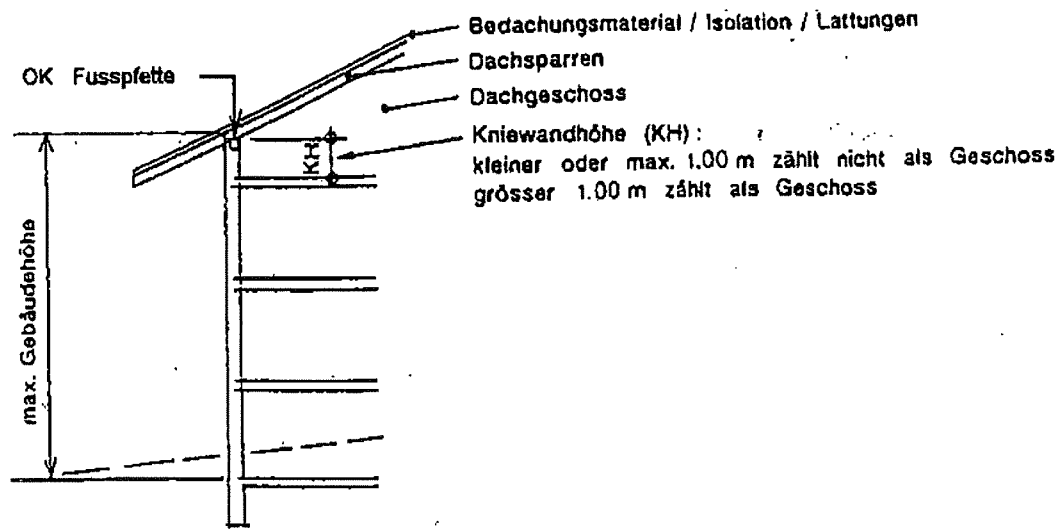 Bedachungsmaterial / Isolation / Lattungen
OK Fusspfette
Dachsparren
Dachgeschoss
Kniewandhöhe (KH) :
kleiner oder max. 1.00 m zählt nicht als Geschoss
grösser 1.00 m zählt als Geschoss
KH
max. Gebäudehöhe